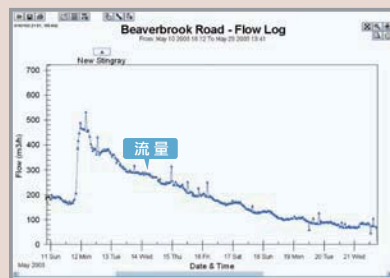 Beaverbrook Road - Flow Log
From: May 10 2003 18:12 To May 25 2003 13:41
New Stingray
流量
Flow (m3/h)
700
600
500
400
300
200
100
0
11 Sun 12 Mon 13 Tue 14 Wed 15 Thu 16 Fri 17 Sat 18 Sun 19 Mon 20 Tue 21 Wed
May 2003
Date & Time